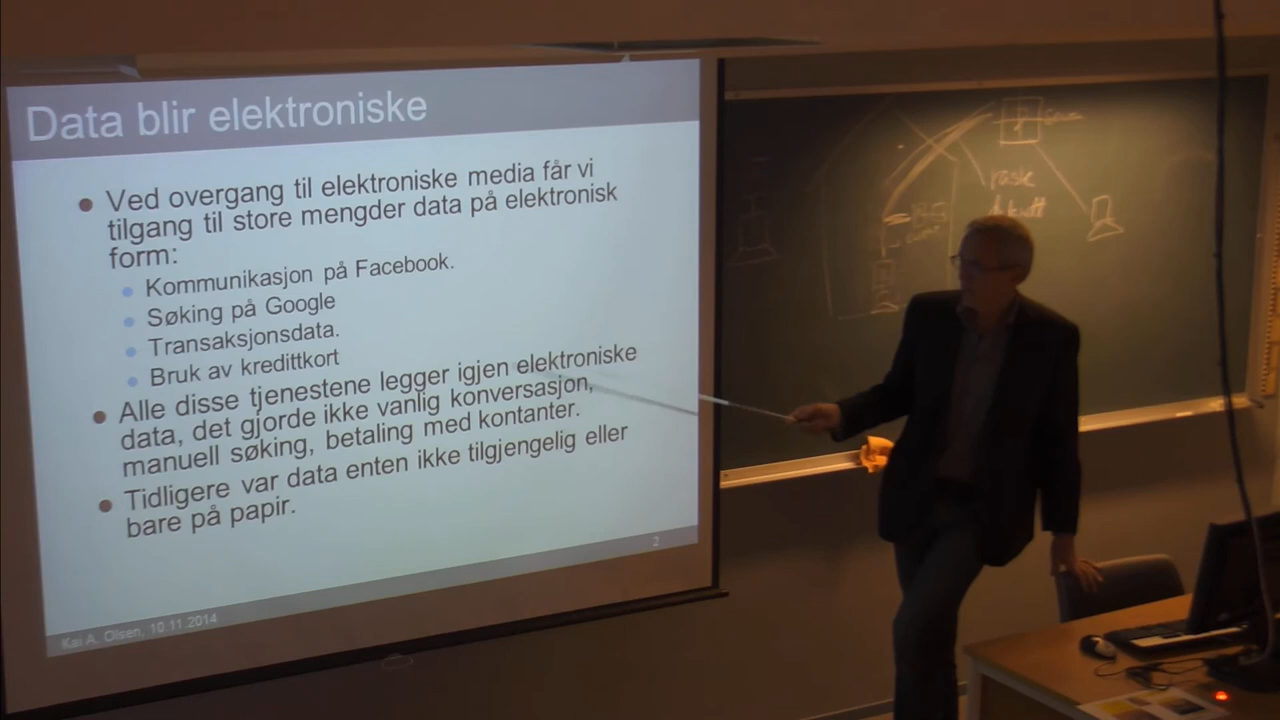 Data blir elektroniske
Ved overgang til elektroniske media får vi
tilgang til store mengder data på elektronisk
form:
Kommunikasjon på Facebook.
Søking på Google
Transaksjonsdata.
Bruk av kredittkort
Alle disse tjenestene legger igjen elektroniske
data, det gjorde ikke vanlig konversasjon,
manuell søking, betaling med kontanter.
Tidligere var data enten ikke tilgjengelig eller
bare på papir.
2
Kai A. Olsen, 10.11.2014